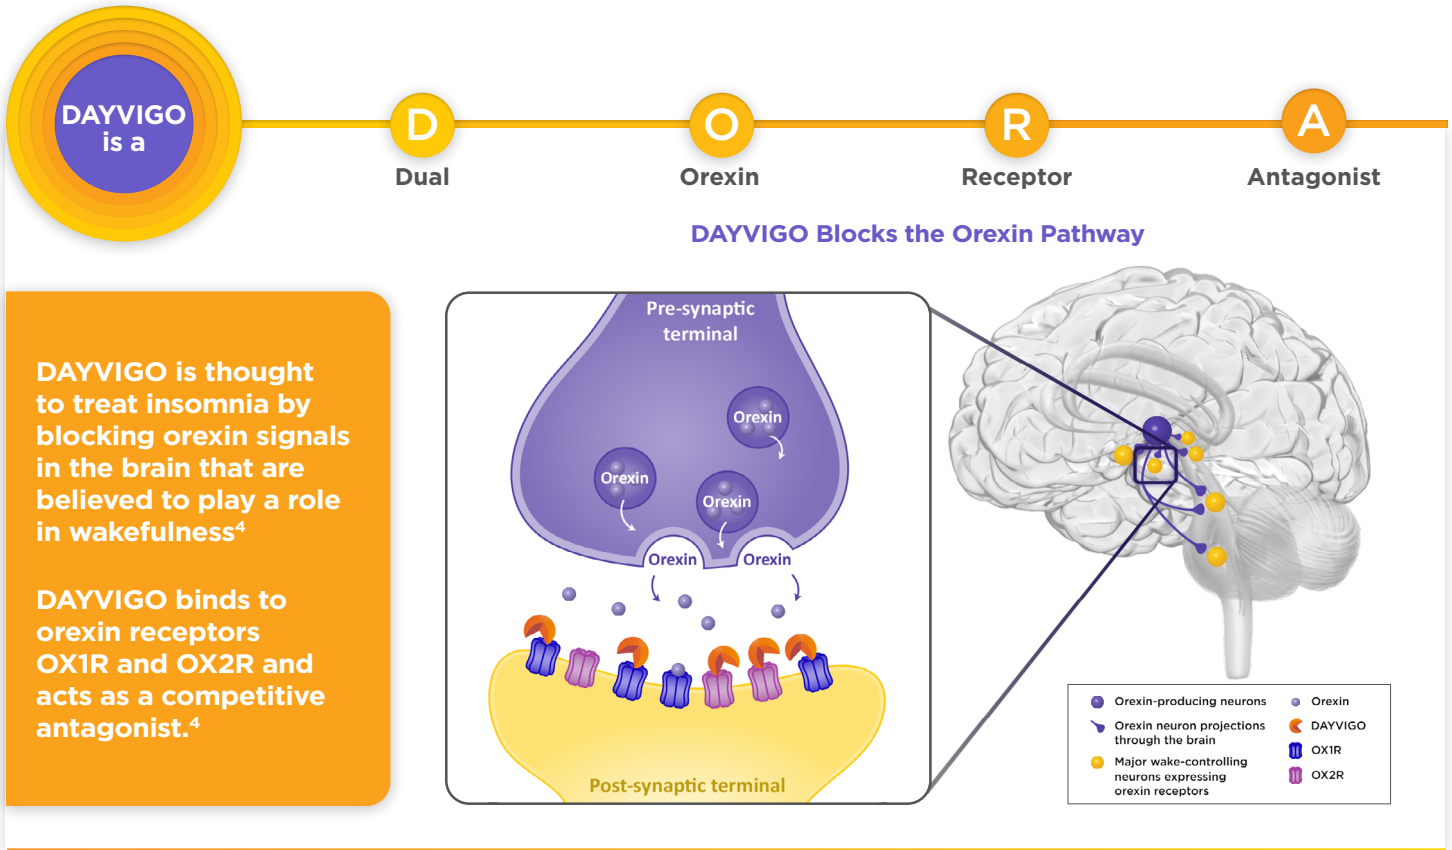 DAYVIGO
is a
D
O
R
A
Dual
Orexin
Receptor
Antagonist
DAYVIGO Blocks the Orexin Pathway
DAYVIGO is thought
to treat insomnia by
blocking orexin signals
in the brain that are
believed to play a role
in wakefulness⁴
DAYVIGO binds to
orexin receptors
OX1R and OX2R and
acts as a competitive
antagonist.⁴
Pre-synaptic
terminal
Orexin
Orexin
Orexin
Orexin
Orexin
Post-synaptic terminal
Orexin-producing neurons
Orexin neuron projections
through the brain
Major wake-controlling
neurons expressing
orexin receptors
Orexin
DAYVIGO
OX1R
OX2R